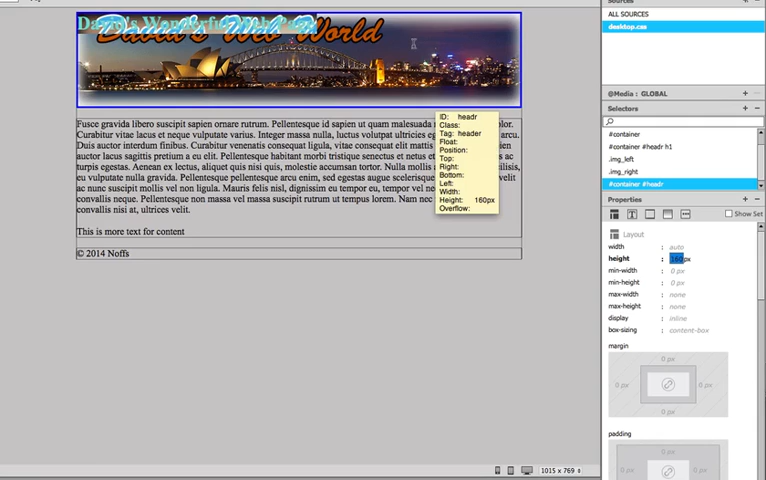 Sources
ALL SOURCES
desktop.css
@Media : GLOBAL
Selectors
#container
#container #headr h1
.img_left
.img_right
#container #headr
Properties
Show Set
Layout
width : auto
height : 160px
min-width : 0 px
min-height : 0 px
max-width : none
max-height : none
display : inline
box-sizing : content-box
margin
0 px
0 px
0 px
0 px
padding
0 px
0 px
0 px
David's Wonderful Web
David's Web World
Fusce gravida libero suscipit sapien ornare rutrum. Pellentesque id sapien ut quam malesuada
Curabitur vitae lacus et neque vulputate varius. Integer massa nulla, luctus volutpat ultricies
Duis auctor interdum finibus. Curabitur venenatis consequat ligula, vitae consequat elit mattis
auctor lacus sagittis pretium a eu elit. Pellentesque habitant morbi tristique senectus et netus et
turpis egestas. Aenean ex lectus, aliquet quis nisi quis, molestie accumsan tortor. Nulla mollis
eu vulputate nulla gravida. Pellentesque pellentesque arcu enim, sed egestas augue scelerisque
ac nunc suscipit mollis vel non ligula. Mauris felis nisl, dignissim eu tempor eu, tempor vel
convallis neque. Pellentesque non massa vel massa suscipit rutrum ut tempus lorem. Nam nec
convallis nisi at, ultrices velit.
This is more text for content
© 2014 Noffs
ID: headr
Class:
Tag: header
Float:
Position:
Top:
Right:
Bottom:
Left:
Width:
Height: 160px
Overflow:
1015 x 769